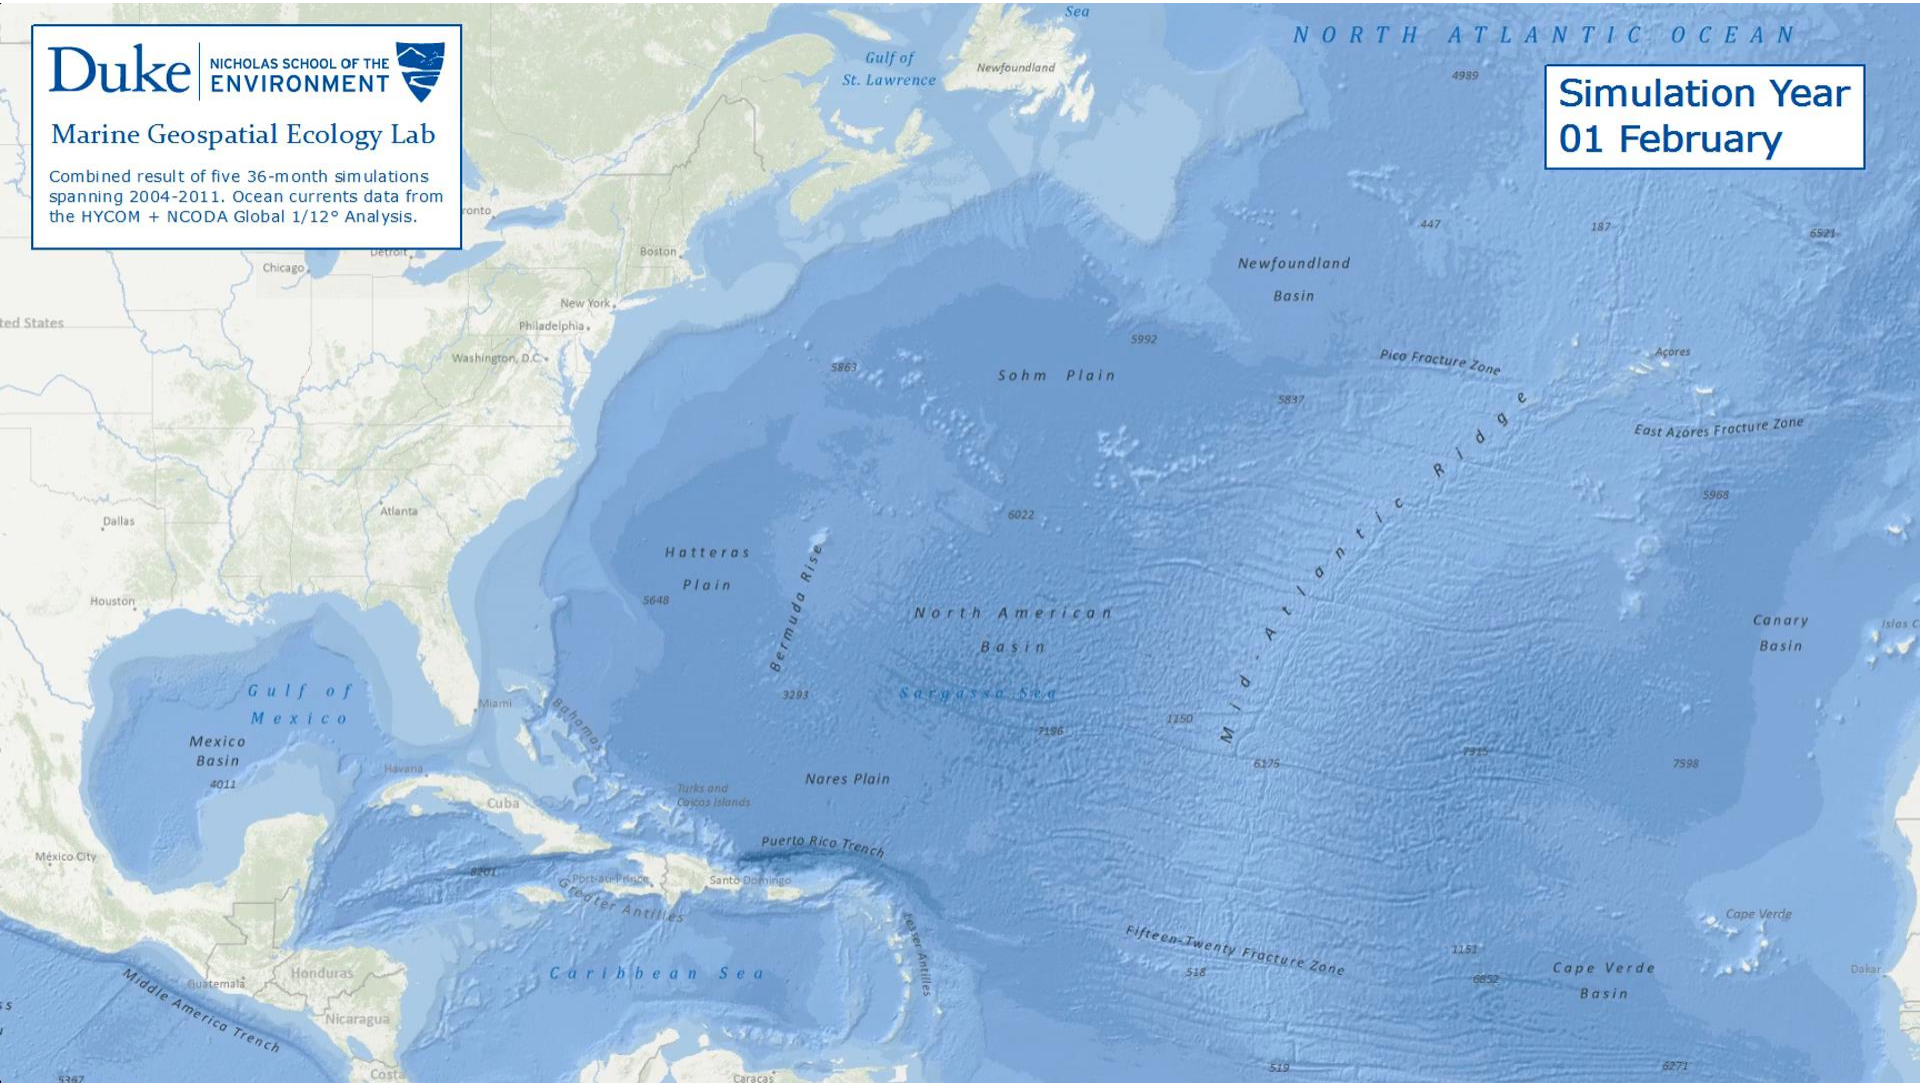 Duke
NICHOLAS SCHOOL OF THE
ENVIRONMENT
Marine Geospatial Ecology Lab
Combined result of five 36-month simulations
spanning 2004-2011. Ocean currents data from
the HYCOM + NCODA Global 1/12° Analysis.
Sea
NORTH ATLANTIC OCEAN
Gulf of
St. Lawrence
Newfoundland
4989
Simulation Year
01 February
ronto
447
187
6521
Boston
Detroit
Chicago
Newfoundland
Basin
New York
ted States
Philadelphia
5992
Washington, D.C.
5863
Sohm Plain
Pico Fracture Zone
Açores
5837
East Azores Fracture Zone
Mid-Atlantic Ridge
5968
Atlanta
Dallas
6022
Hatteras
Plain
Bermuda Rise
5648
Houston
North American
Basin
Canary
Basin
Islas C
Gulf of
Mexico
3293
Sargasso Sea
Miami
Bahamas
1150
7196
Mexico
Basin
4011
Havana
6175
7315
7598
Nares Plain
Turks and
Caicos Islands
Cuba
Puerto Rico Trench
México City
8201
Port-au-Prince
Santo Domingo
Greater Antilles
Lesser Antilles
Cape Verde
Fifteen-Twenty Fracture Zone
1151
518
6852
Cape Verde
Basin
Dakar
Caribbean Sea
Honduras
Guatemala
Middle America Trench
Nicaragua
519
6271
Costa
Caracas
5367